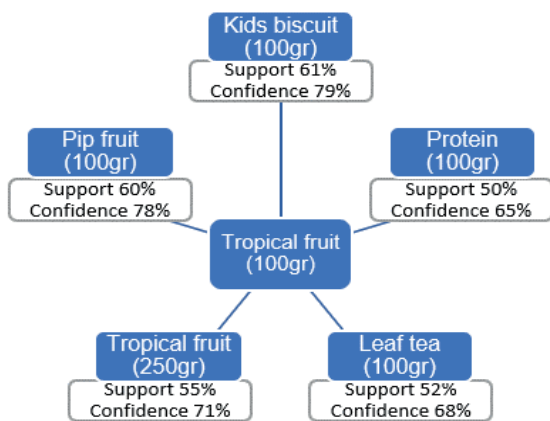 Kids biscuit
(100gr)
Support 61%
Confidence 79%
Pip fruit
(100gr)
Support 60%
Confidence 78%
Protein
(100gr)
Support 50%
Confidence 65%
Tropical fruit
(100gr)
Tropical fruit
(250gr)
Support 55%
Confidence 71%
Leaf tea
(100gr)
Support 52%
Confidence 68%